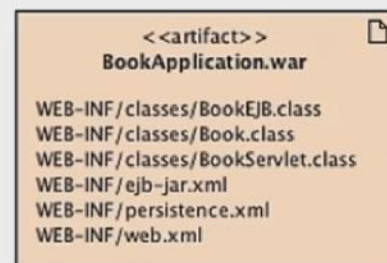 <<artifact>>
BookApplication.war
WEB-INF/classes/BookEJB.class
WEB-INF/classes/Book.class
WEB-INF/classes/BookServlet.class
WEB-INF/ejb-jar.xml
WEB-INF/persistence.xml
WEB-INF/web.xml